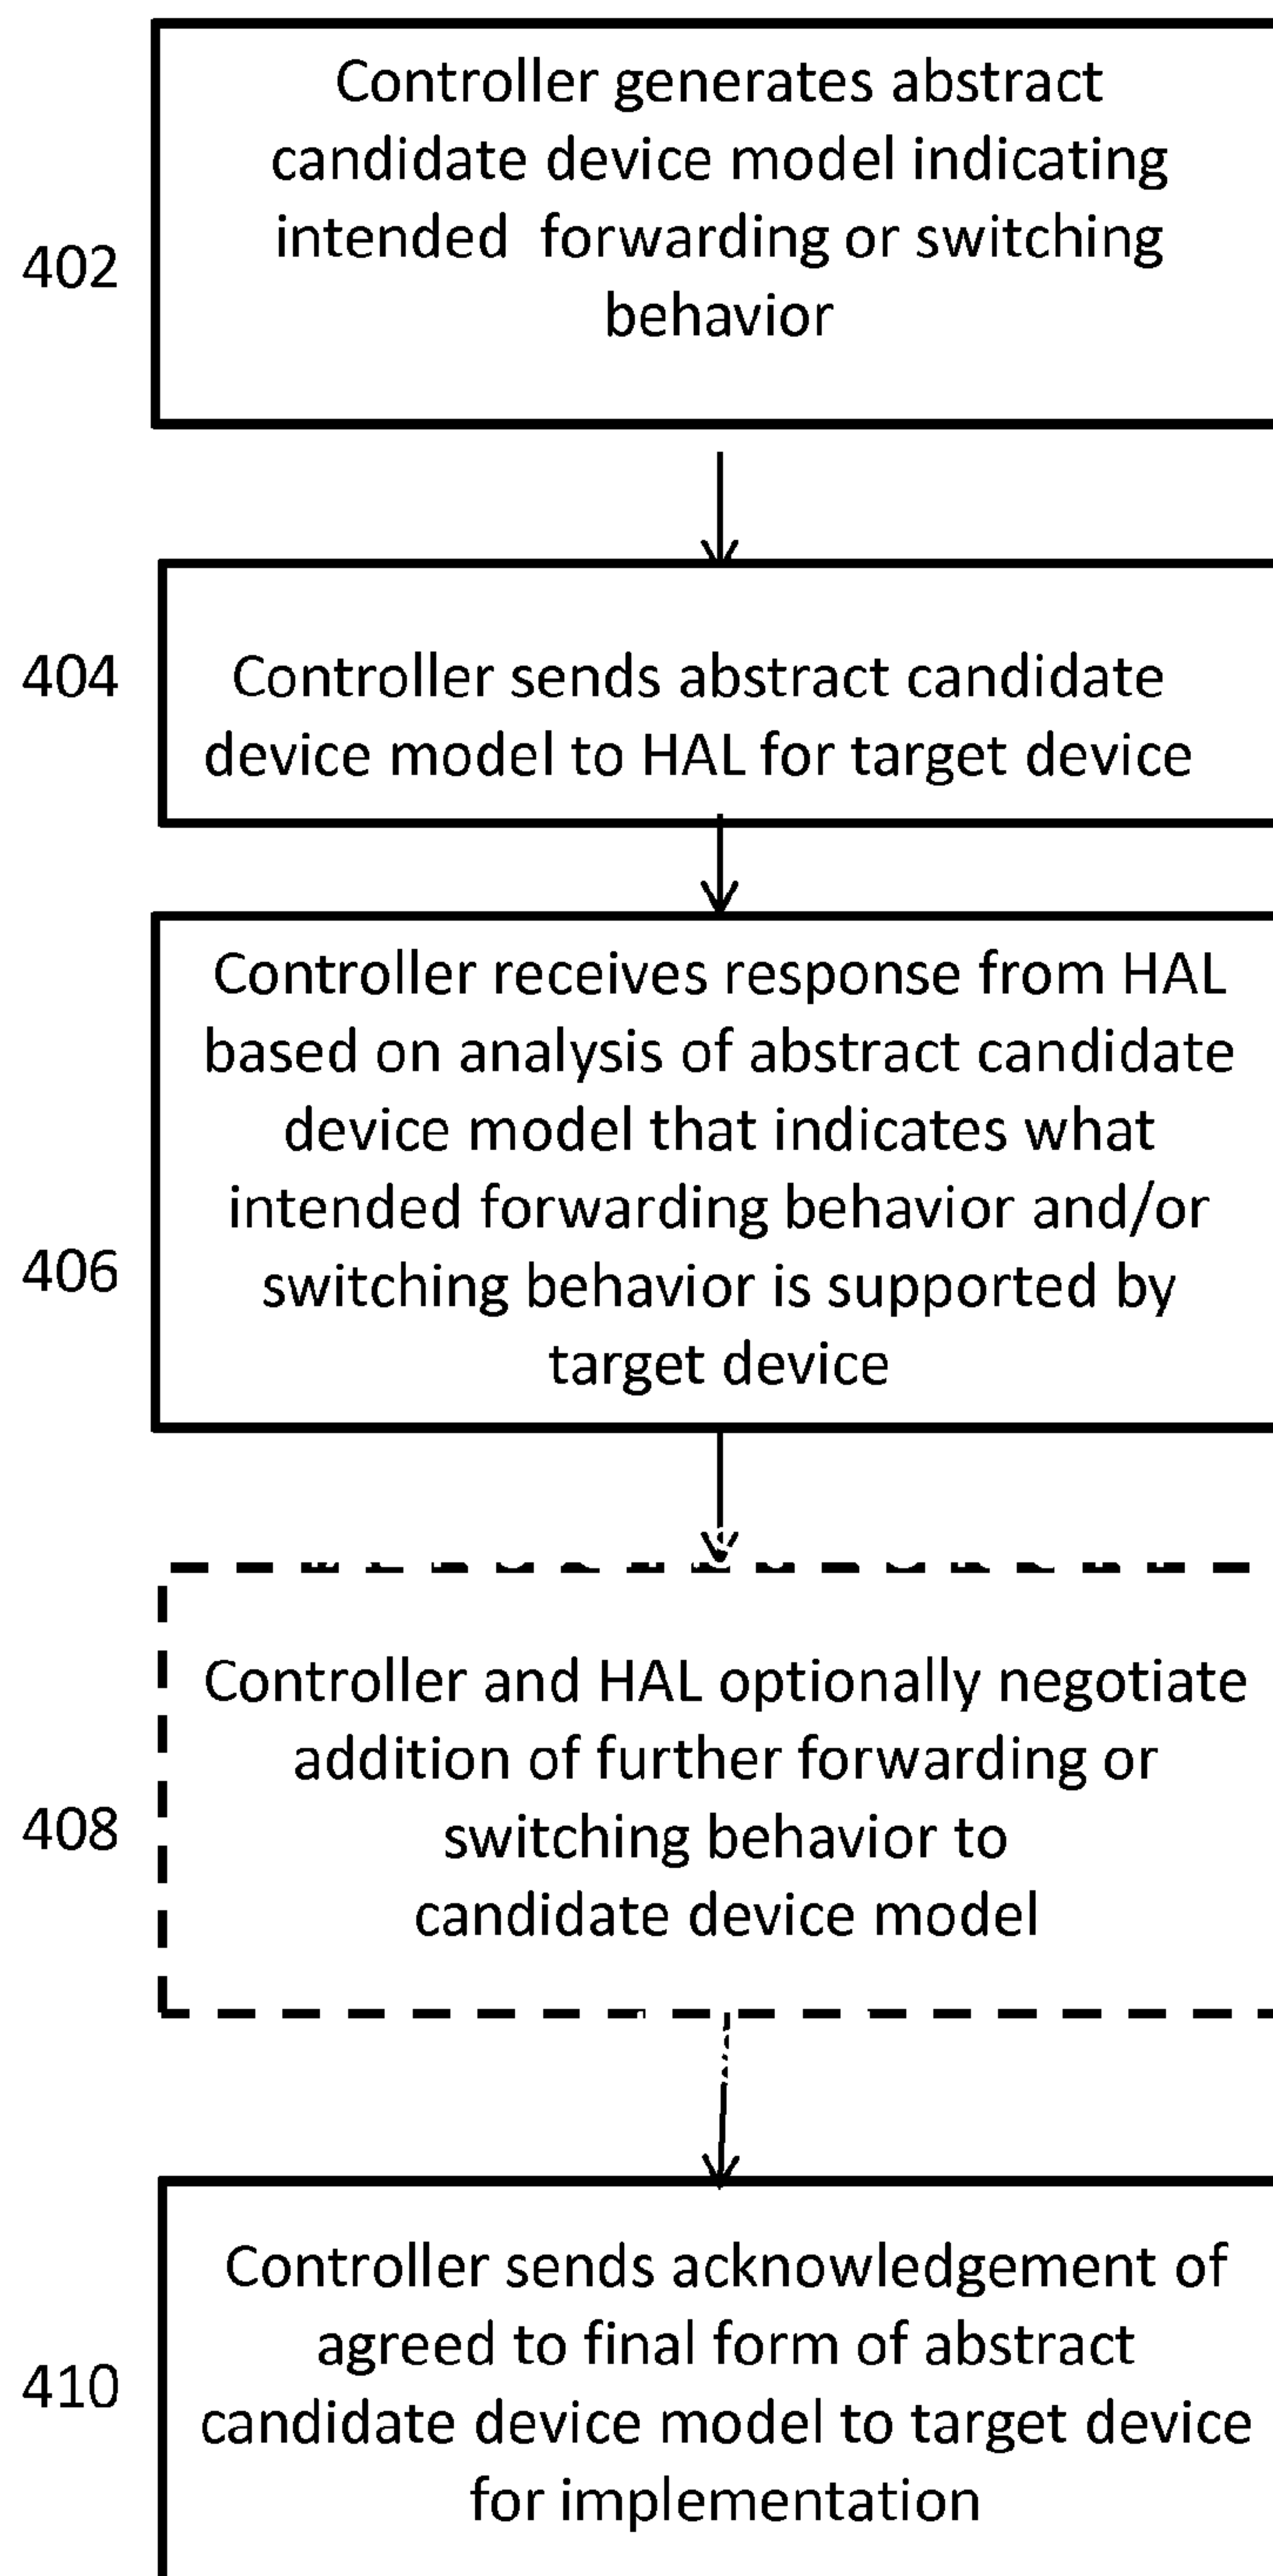 Controller generates abstract
candidate device model indicating
intended forwarding or switching
behavior
402
404
Controller sends abstract candidate
device model to HAL for target device
Controller receives response from HAL
based on analysis of abstract candidate
device model that indicates what
intended forwarding behavior and/or
switching behavior is supported by
target device
406
Controller and HAL optionally negotiate
addition of further forwarding or
switching behavior to
candidate device model
408
Controller sends acknowledgement of
agreed to final form of abstract
candidate device model to target device
for implementation
410